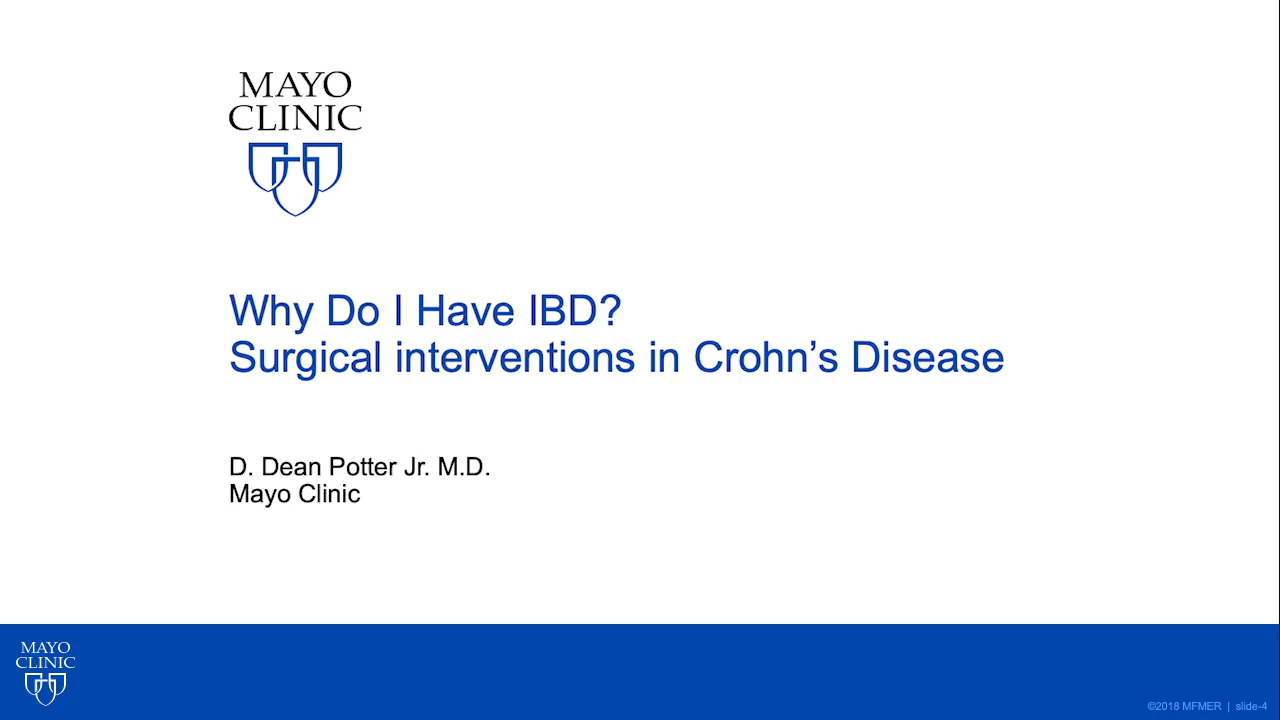 MAYO
CLINIC
Why Do I Have IBD?
Surgical interventions in Crohn’s Disease
D. Dean Potter Jr. M.D.
Mayo Clinic
MAYO
CLINIC
©2018 MFMER | slide-4